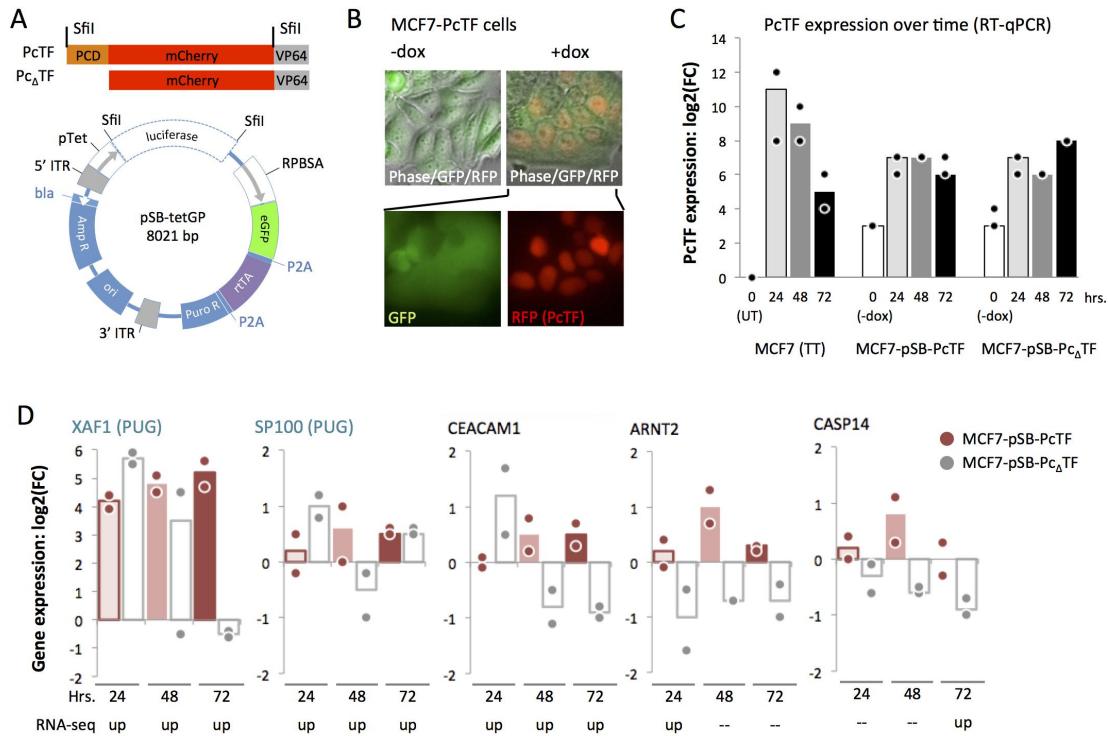 A
SfiI
SfiI
PcTF
PCD
mCherry
VP64
PcΔTF
mCherry
VP64
SfiI
luciferase
SfiI
pTet
5’ ITR
RPBSA
bla
Amp R
pSB-tetGP
8021 bp
eGFP
P2A
rtTA
ori
Puro R
P2A
3’ ITR
B
MCF7-PcTF cells
-dox
+dox
Phase/GFP/RFP
Phase/GFP/RFP
GFP
RFP (PcTF)
C
PcTF expression over time (RT-qPCR)
PcTF expression: log2(FC)
14
12
10
8
6
4
2
0
0 24 48 72 0 24 48 72 0 24 48 72 hrs.
(UT) (-dox) (-dox)
MCF7 (TT) MCF7-pSB-PcTF MCF7-pSB-PcΔTF
D
XAF1 (PUG)
SP100 (PUG)
CEACAM1
ARNT2
CASP14
MCF7-pSB-PcTF
MCF7-pSB-PcΔTF
Gene expression: log2(FC)
6
5
4
3
2
1
0
-1
-2
2
1
0
-1
-2
2
1
0
-1
-2
2
1
0
-1
-2
2
1
0
-1
-2
Hrs. 24 48 72 24 48 72 24 48 72 24 48 72 24 48 72
RNA-seq up up up up up up up up up up -- -- -- -- up